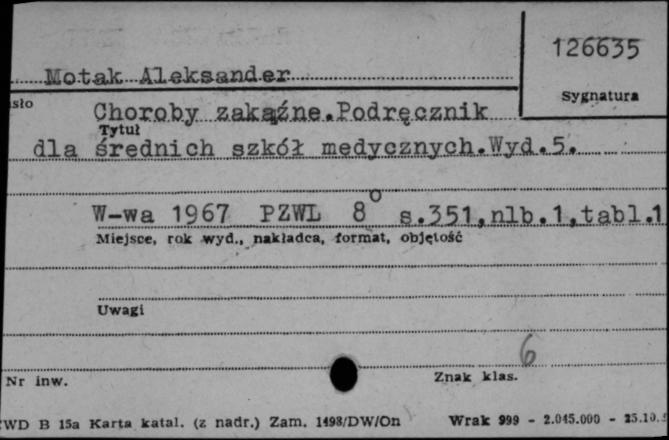 126635
Motak Aleksander
Sygnatura
sło
Choroby zakaźne.Podręcznik
Tytuł
dla średnich szkół medycznych.Wyd.5.
W-wa 1967 PZWL 8° s.351,nlb.1,tabl.1
Miejsce, rok wyd., nakładca, format, objętość
Uwagi
6
Nr inw.
Znak klas.
WD B 15a Karta katal. (z nadr.) Zam. 1498/DW/On Wrak 999 - 2.045.000 - 25.10.